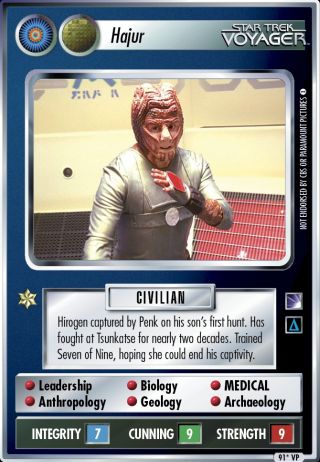 Hajur
STAR TREK
VOYAGER
NOT ENDORSED BY CBS OR PARAMOUNT PICTURES
CIVILIAN
Hirogen captured by Penk on his son's first hunt. Has
fought at Tsunkatse for nearly two decades. Trained
Seven of Nine, hoping she could end his captivity.
Leadership Biology MEDICAL
Anthropology Geology Archaeology
INTEGRITY 7 CUNNING 9 STRENGTH 9
91* VP